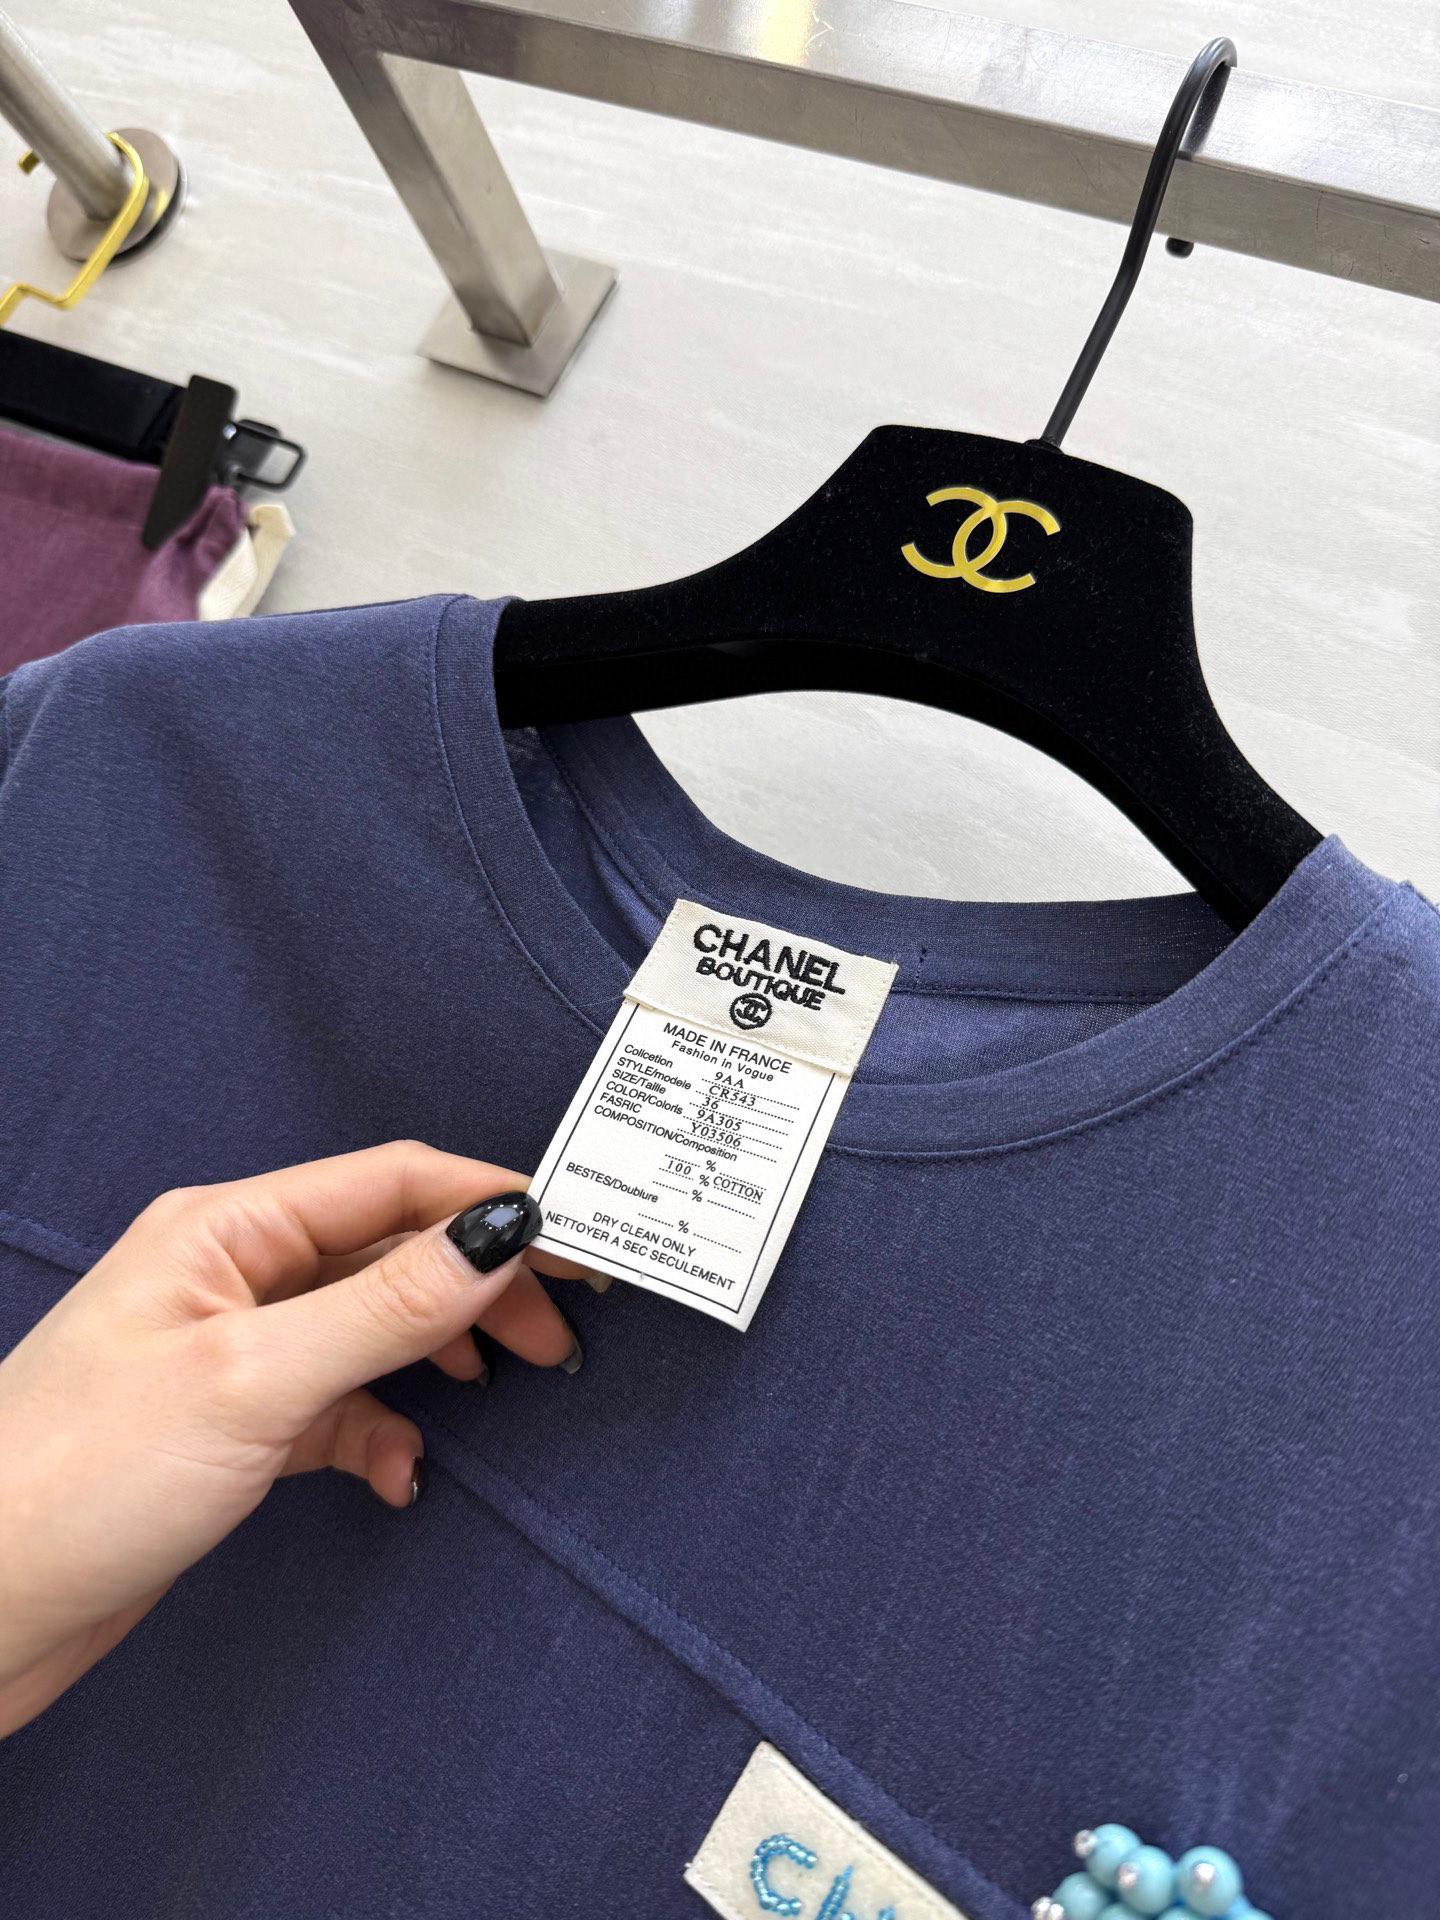 CHANEL
BOUTIQUE
MADE IN FRANCE
Fashion in Vogue
Colicetion 9AA
STYLE/modele CR543
SIZE/Taille 36
COLOR/Coloris 9A305
FASRIC Y03506
COMPOSITION/Composition
%
100 % COTTON
BESTES/Doublure %
%
DRY CLEAN ONLY
NETTOYER A SEC SECULEMENT